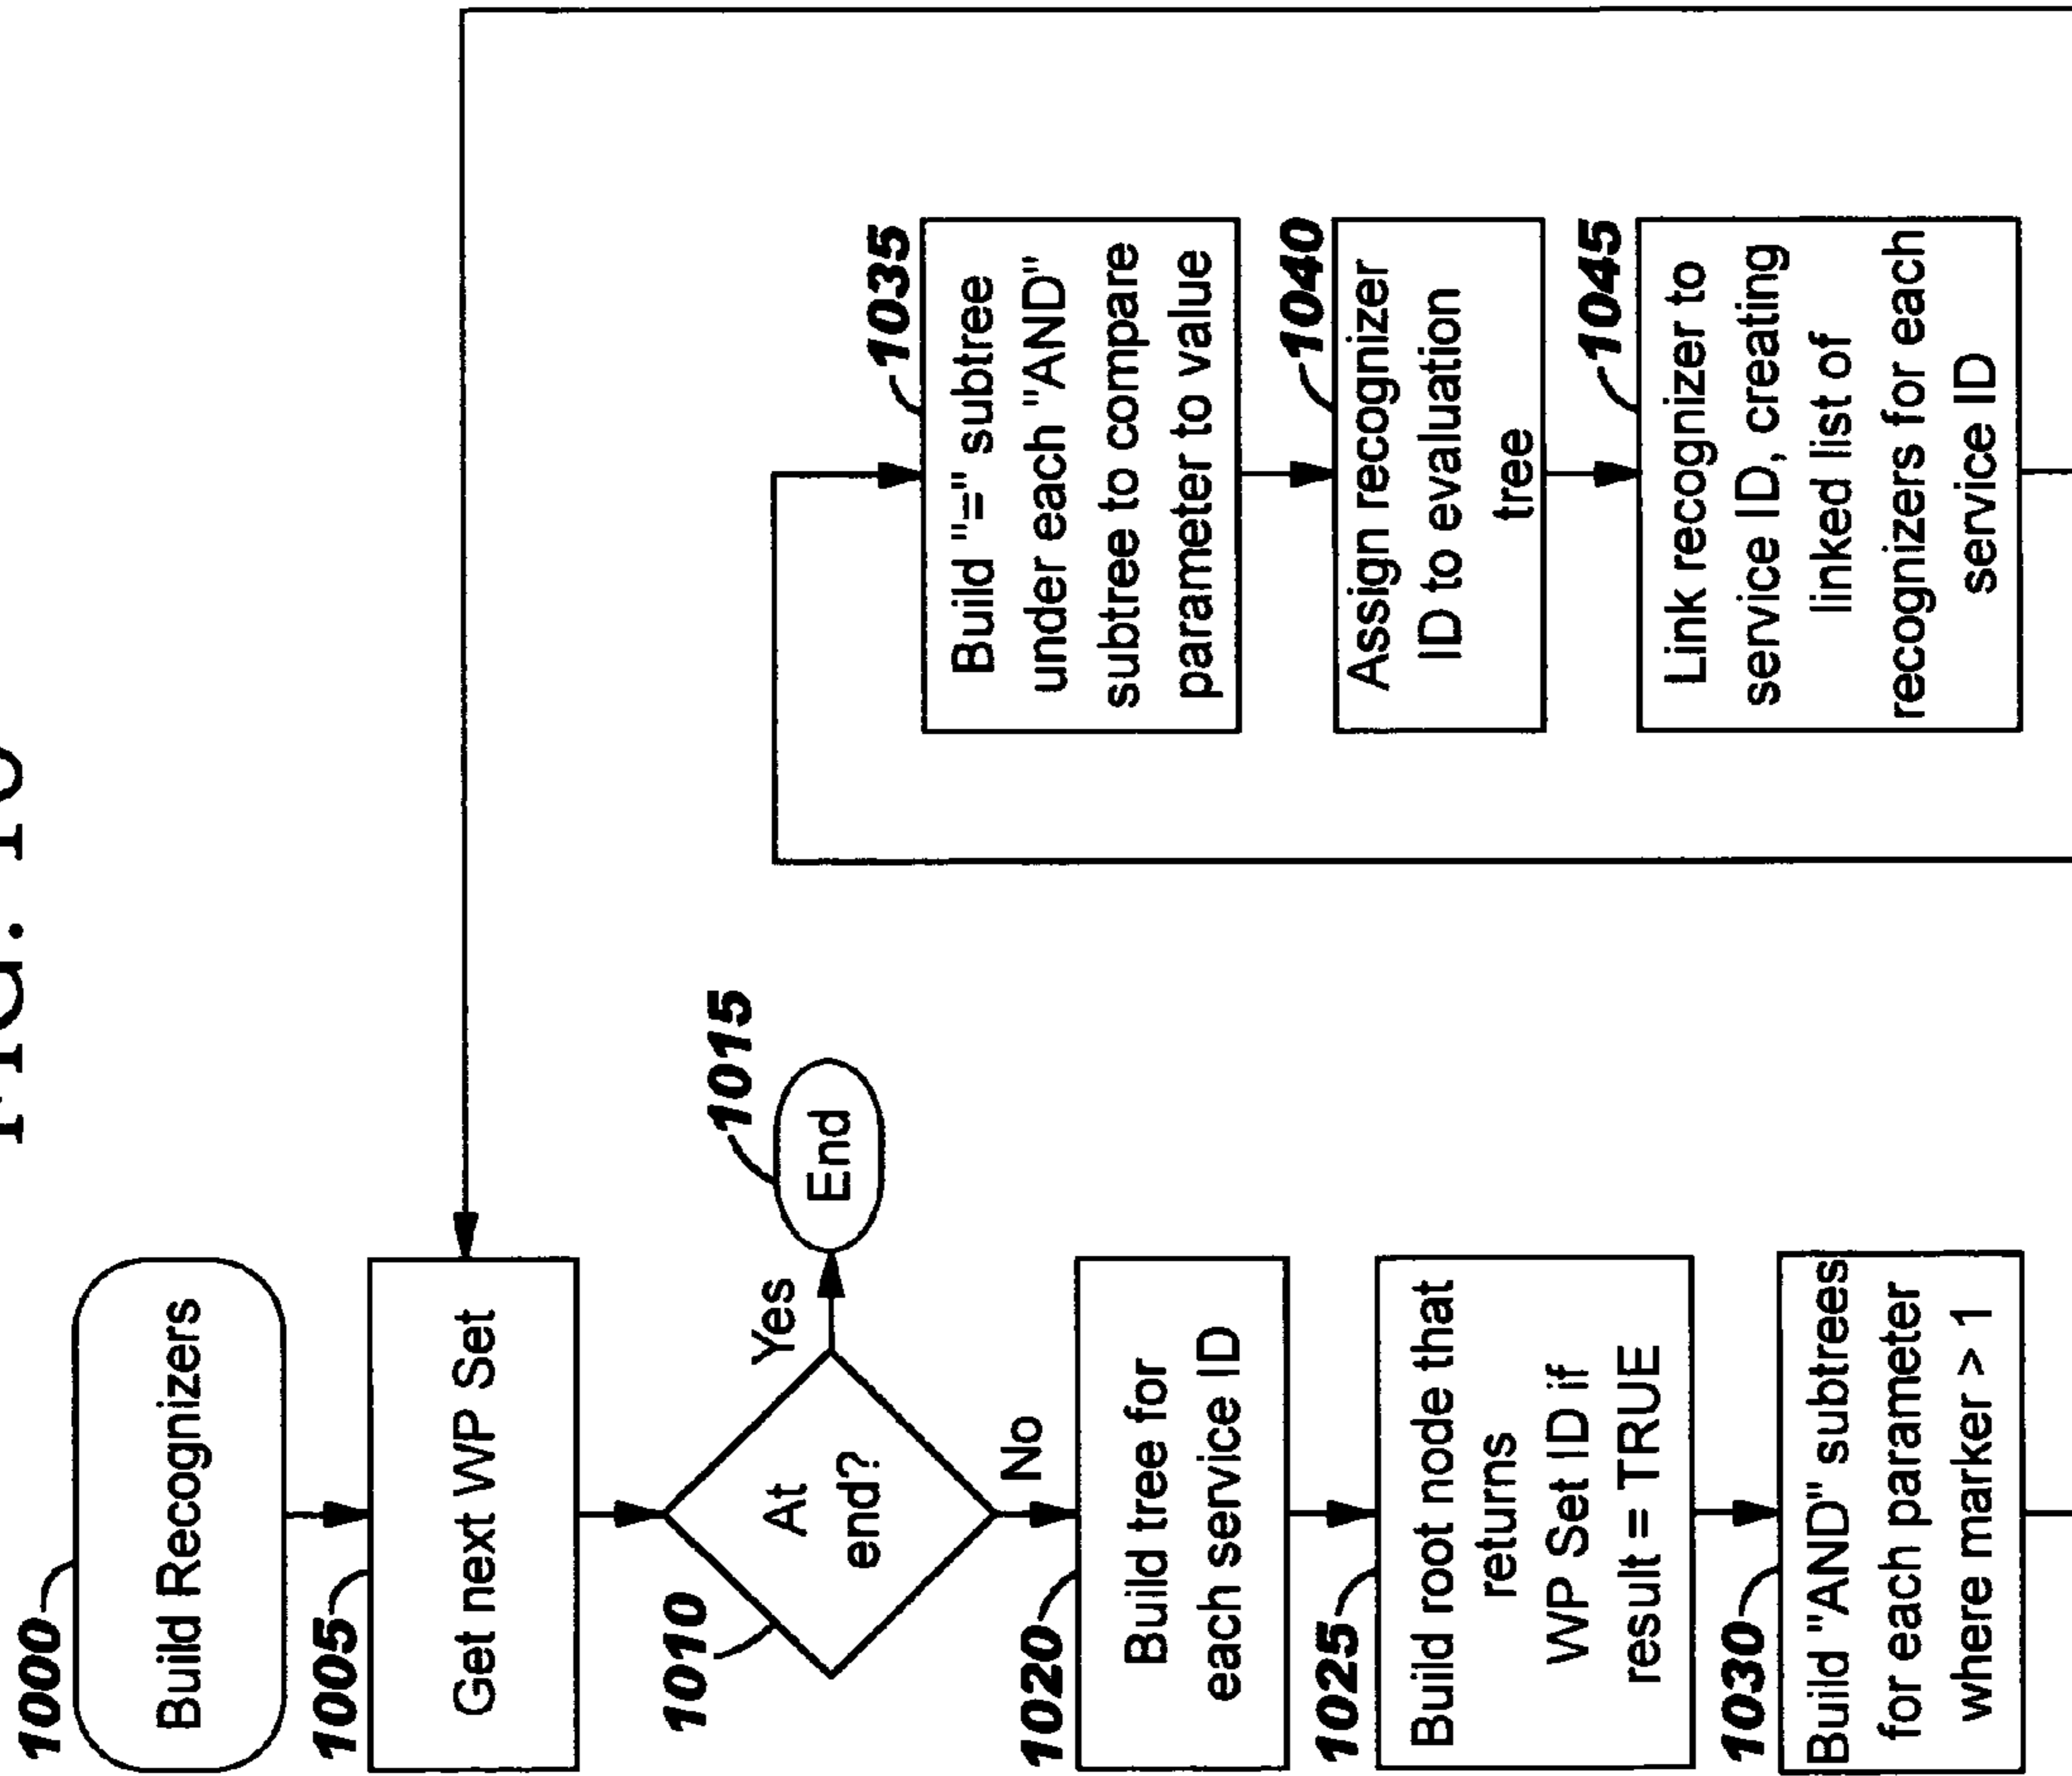 FIG. 10
1000
Build Recognizers
1005
Get next WP Set
1010
At
end?
Yes
1015
End
No
1020
Build tree for
each service ID
1025
Build root node that
returns
WP Set ID if
result = TRUE
1030
Build "AND" subtrees
for each parameter
where marker > 1
1035
Build "=" subtree
under each "AND"
subtree to compare
parameter to value
1040
Assign recognizer
ID to evaluation
tree
1045
Link recognizer to
service ID, creating
linked list of
recognizers for each
service ID